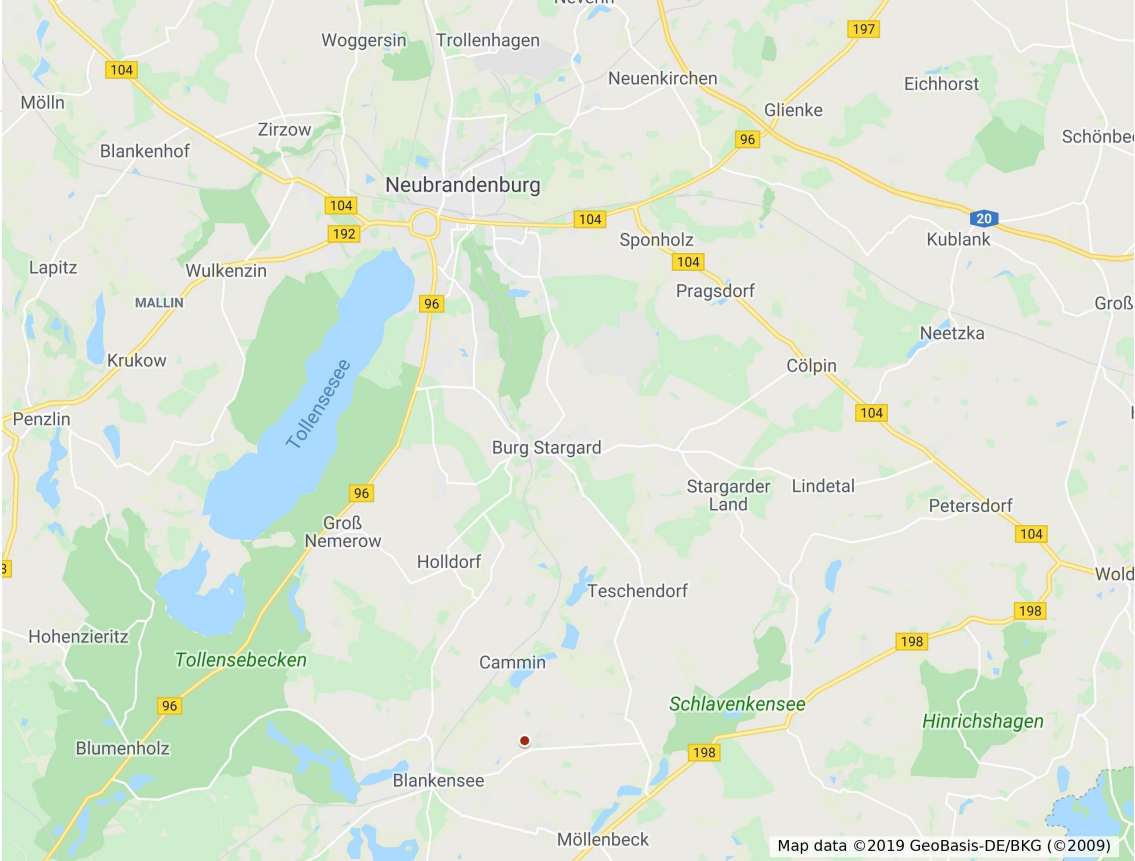 Neverin
Woggersin
Trollenhagen
197
104
Neuenkirchen
Eichhorst
Mölln
Glienke
Zirzow
96
Schönbe
Blankenhof
Neubrandenburg
104
104
20
192
Sponholz
Kublank
104
Lapitz
Wulkenzin
Pragsdorf
MALLIN
96
Groß
Neetzka
Krukow
Cölpin
Tollensesee
104
Penzlin
Burg Stargard
Stargarder
Land
Lindetal
96
Petersdorf
Groß
Nemerow
104
Holldorf
3
Wold
Teschendorf
198
Hohenzieritz
198
Tollensebecken
Cammin
96
Schlavenkensee
Hinrichshagen
Blumenholz
198
Blankensee
Möllenbeck
Map data ©2019 GeoBasis-DE/BKG (©2009)